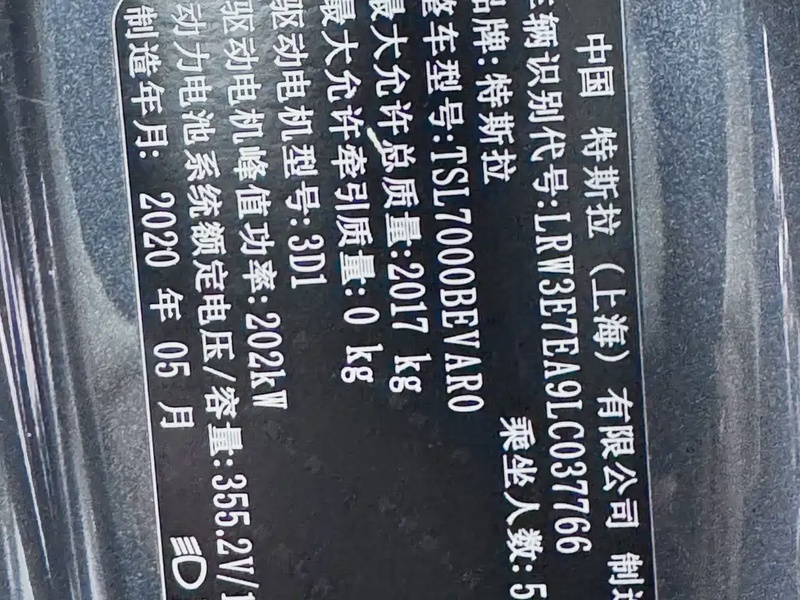 中国 特斯拉(上海)有限公司 制造
车辆识别代号:LRW3E7EA9LC037766
品牌:特斯拉 乘坐人数:5
整车型号:TSL7000BEVAR0
最大允许总质量:2017 kg
最大允许牵引质量:0 kg
驱动电机型号:3D1
驱动电机峰值功率:202kW
动力电池系统额定电压/容量:355.2V/1
制造年月: 2020 年 05 月